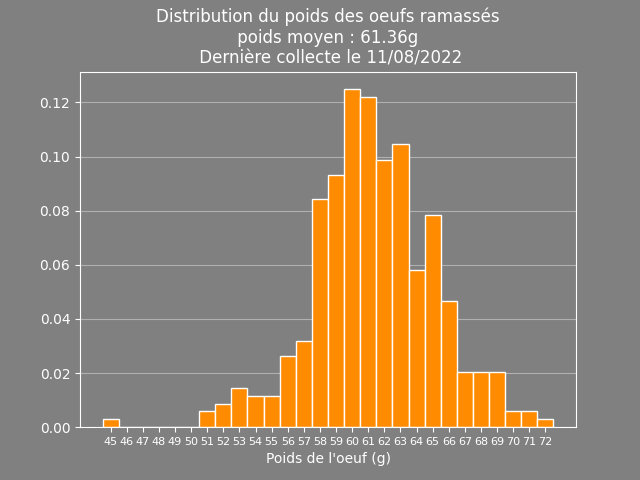 Distribution du poids des oeufs ramassés
poids moyen : 61.36g
Dernière collecte le 11/08/2022
0.12
0.10
0.08
0.06
0.04
0.02
0.00
45 46 47 48 49 50 51 52 53 54 55 56 57 58 59 60 61 62 63 64 65 66 67 68 69 70 71 72
Poids de l'oeuf (g)